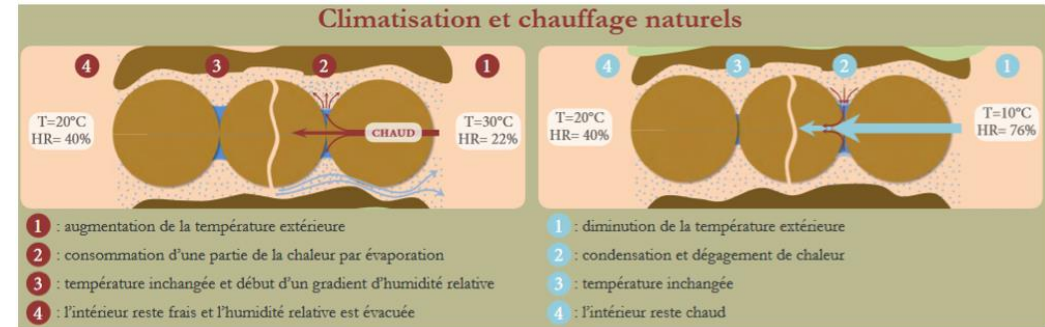 Climatisation et chauffage naturels
4 3 2 1
T=20°C
HR= 40%
CHAUD
T=30°C
HR= 22%
4 3 2 1
T=20°C
HR= 40%
T=10°C
HR= 76%
1 : augmentation de la température extérieure
2 : consommation d'une partie de la chaleur par évaporation
3 : température inchangée et début d'un gradient d'humidité relative
4 : l'intérieur reste frais et l'humidité relative est évacuée
1 : diminution de la température extérieure
2 : condensation et dégagement de chaleur
3 : température inchangée
4 : l'intérieur reste chaud